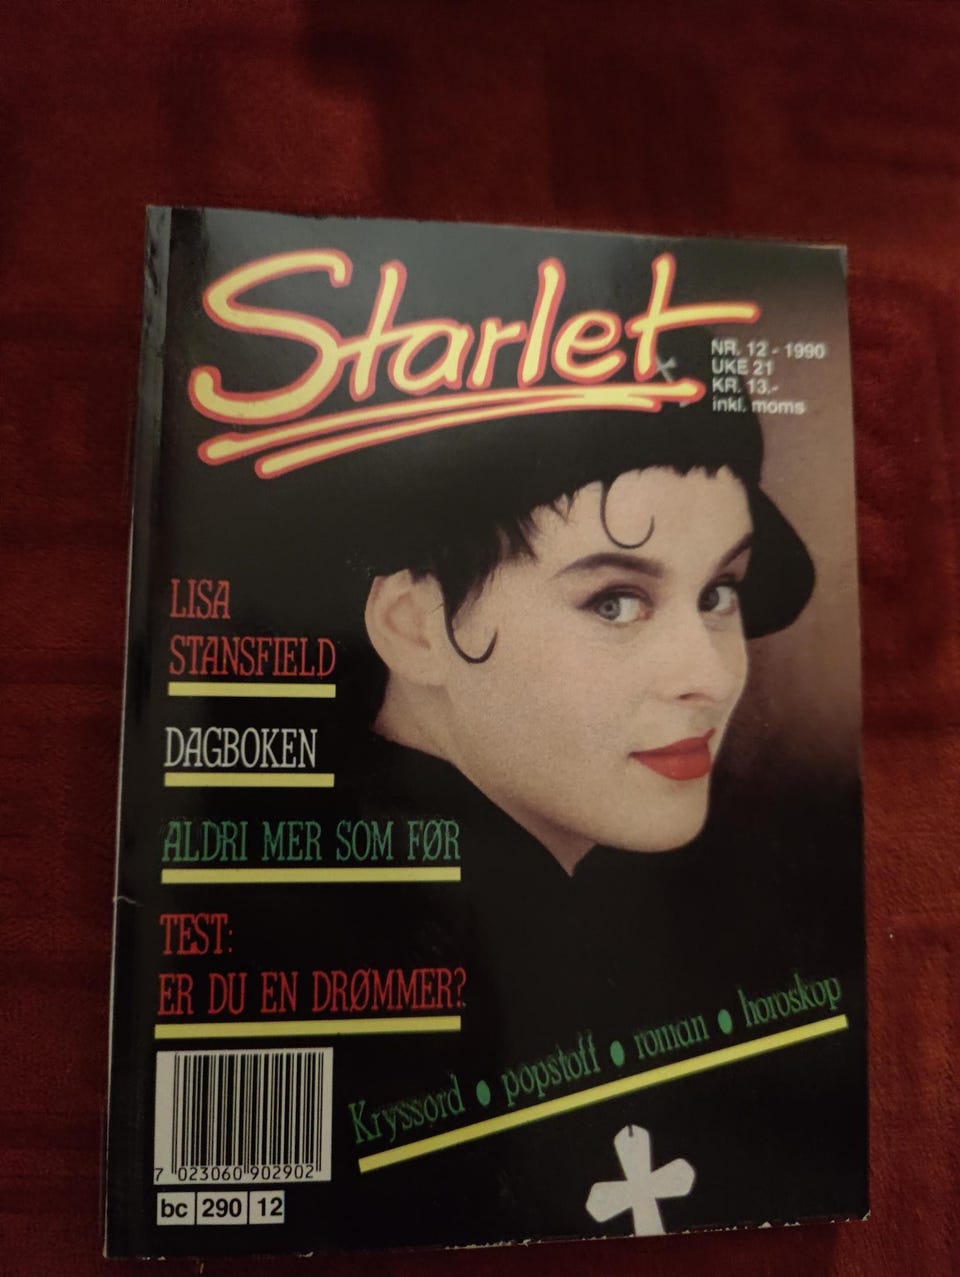 Starlet
NR. 12 - 1990
UKE 21
KR. 13.-
inkl. moms
LISA
STANSFIELD
DAGBOKEN
ALDRI MER SOM FØR
TEST:
ER DU EN DRØMMER?
Kryssord • popstoff • roman • horoskop
7 023060 902902
bc 290 12